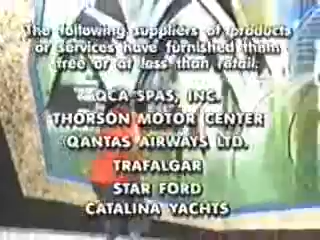 The following suppliers of products
or services have furnished them
free or at less than retail:
QCA SPAS, INC.
THORSON MOTOR CENTER
QANTAS AIRWAYS LTD.
TRAFALGAR
STAR FORD
CATALINA YACHTS